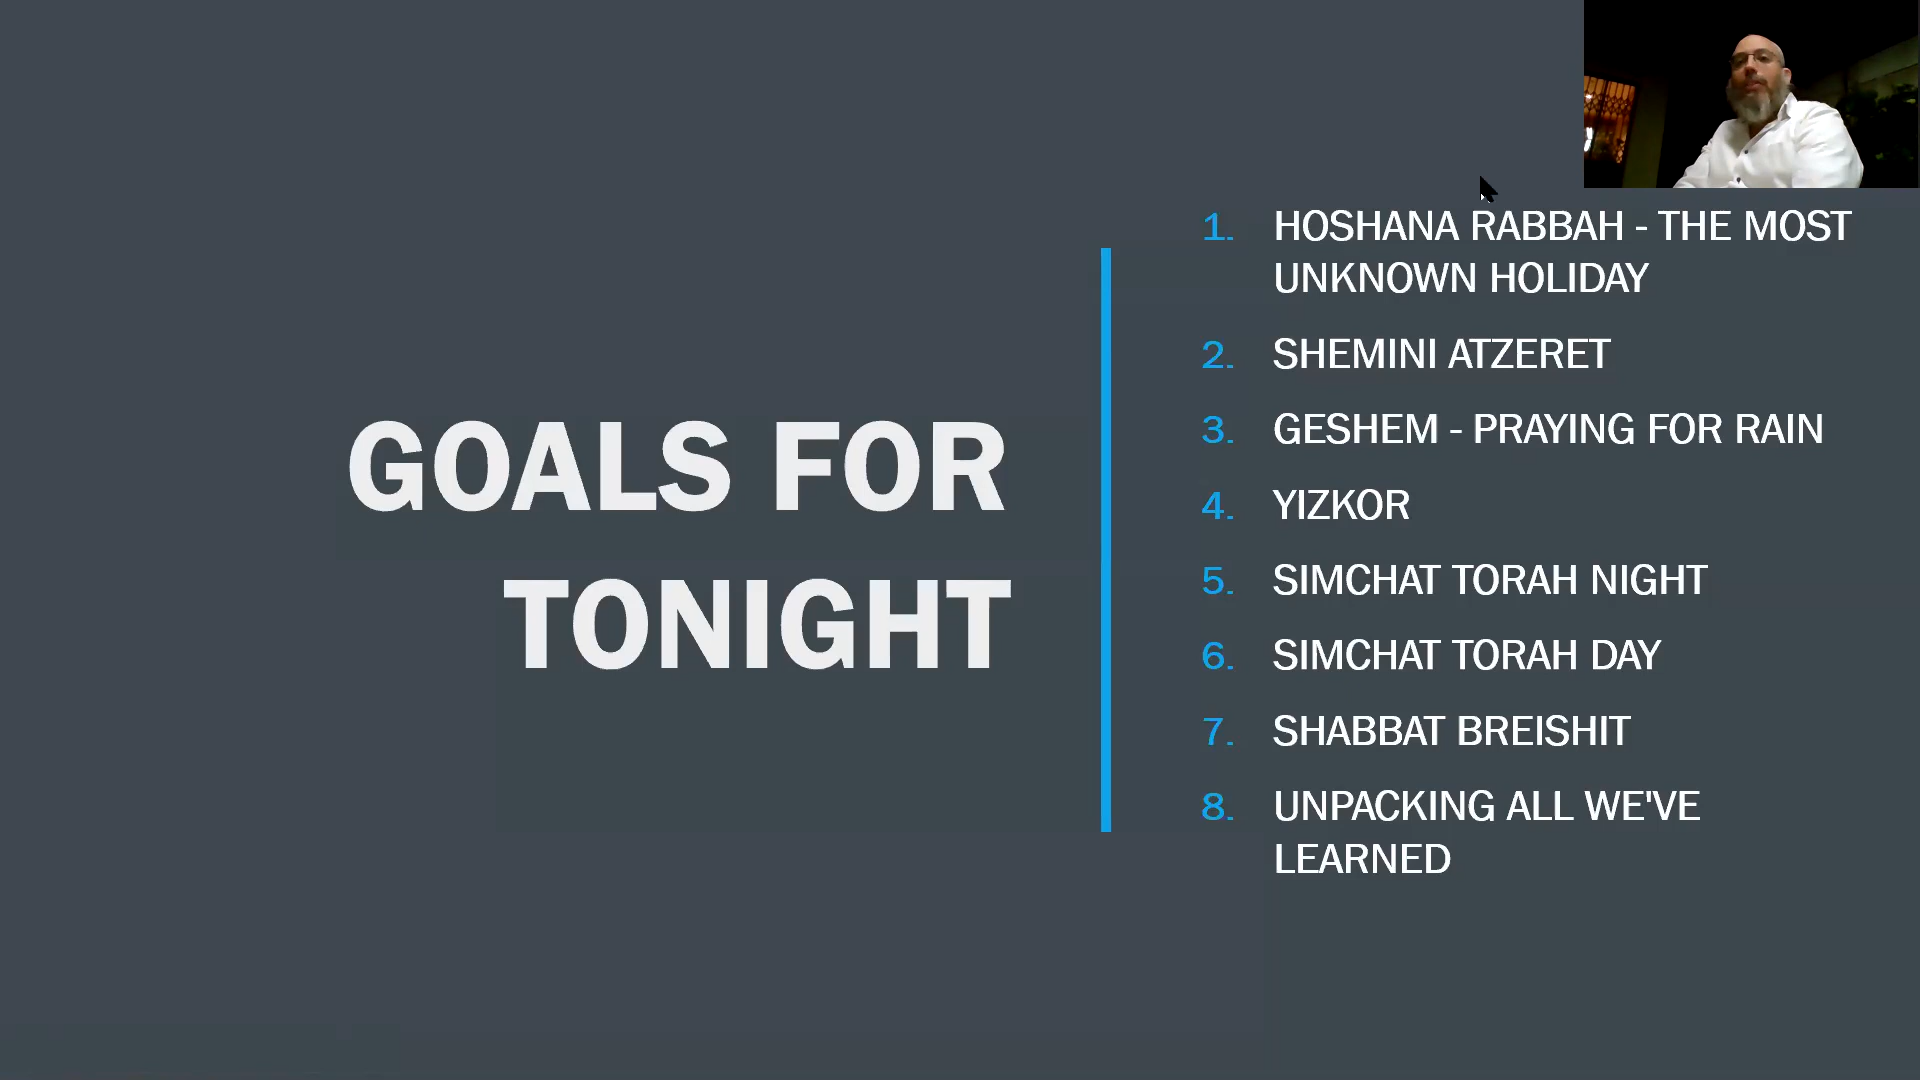 GOALS FOR
TONIGHT
1. HOSHANA RABBAH - THE MOST
UNKNOWN HOLIDAY
2. SHEMINI ATZERET
3. GESHEM - PRAYING FOR RAIN
4. YIZKOR
5. SIMCHAT TORAH NIGHT
6. SIMCHAT TORAH DAY
7. SHABBAT BREISHIT
8. UNPACKING ALL WE'VE
LEARNED